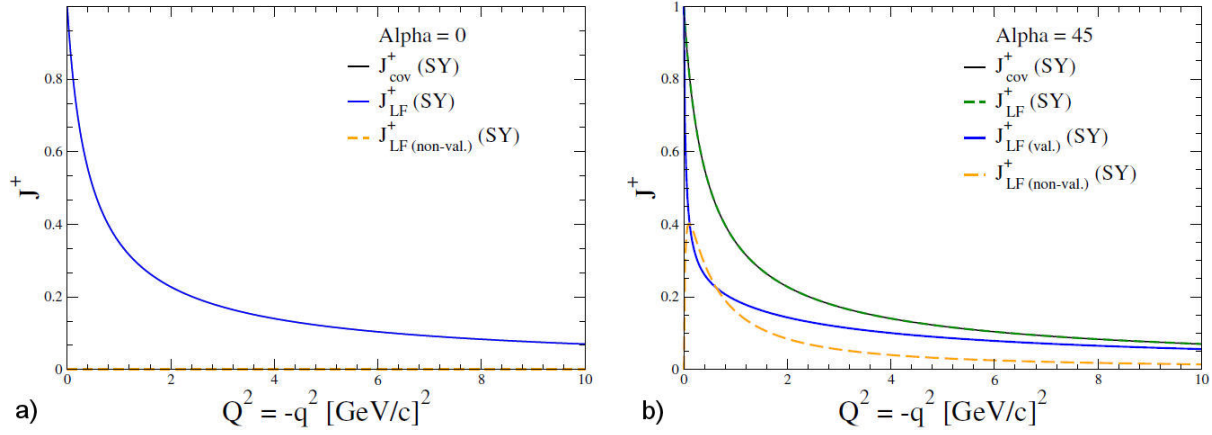 Alpha = 0
J⁺cov (SY)
J⁺LF (SY)
J⁺LF (non-val.) (SY)
J⁺
0.8
0.6
0.4
0.2
0
0 2 4 6 8 10
Q² = -q² [GeV/c]²
a)
Alpha = 45
J⁺cov (SY)
J⁺LF (SY)
J⁺LF (val.) (SY)
J⁺LF (non-val.) (SY)
J⁺
1
0.8
0.6
0.4
0.2
0
0 2 4 6 8 10
Q² = -q² [GeV/c]²
b)